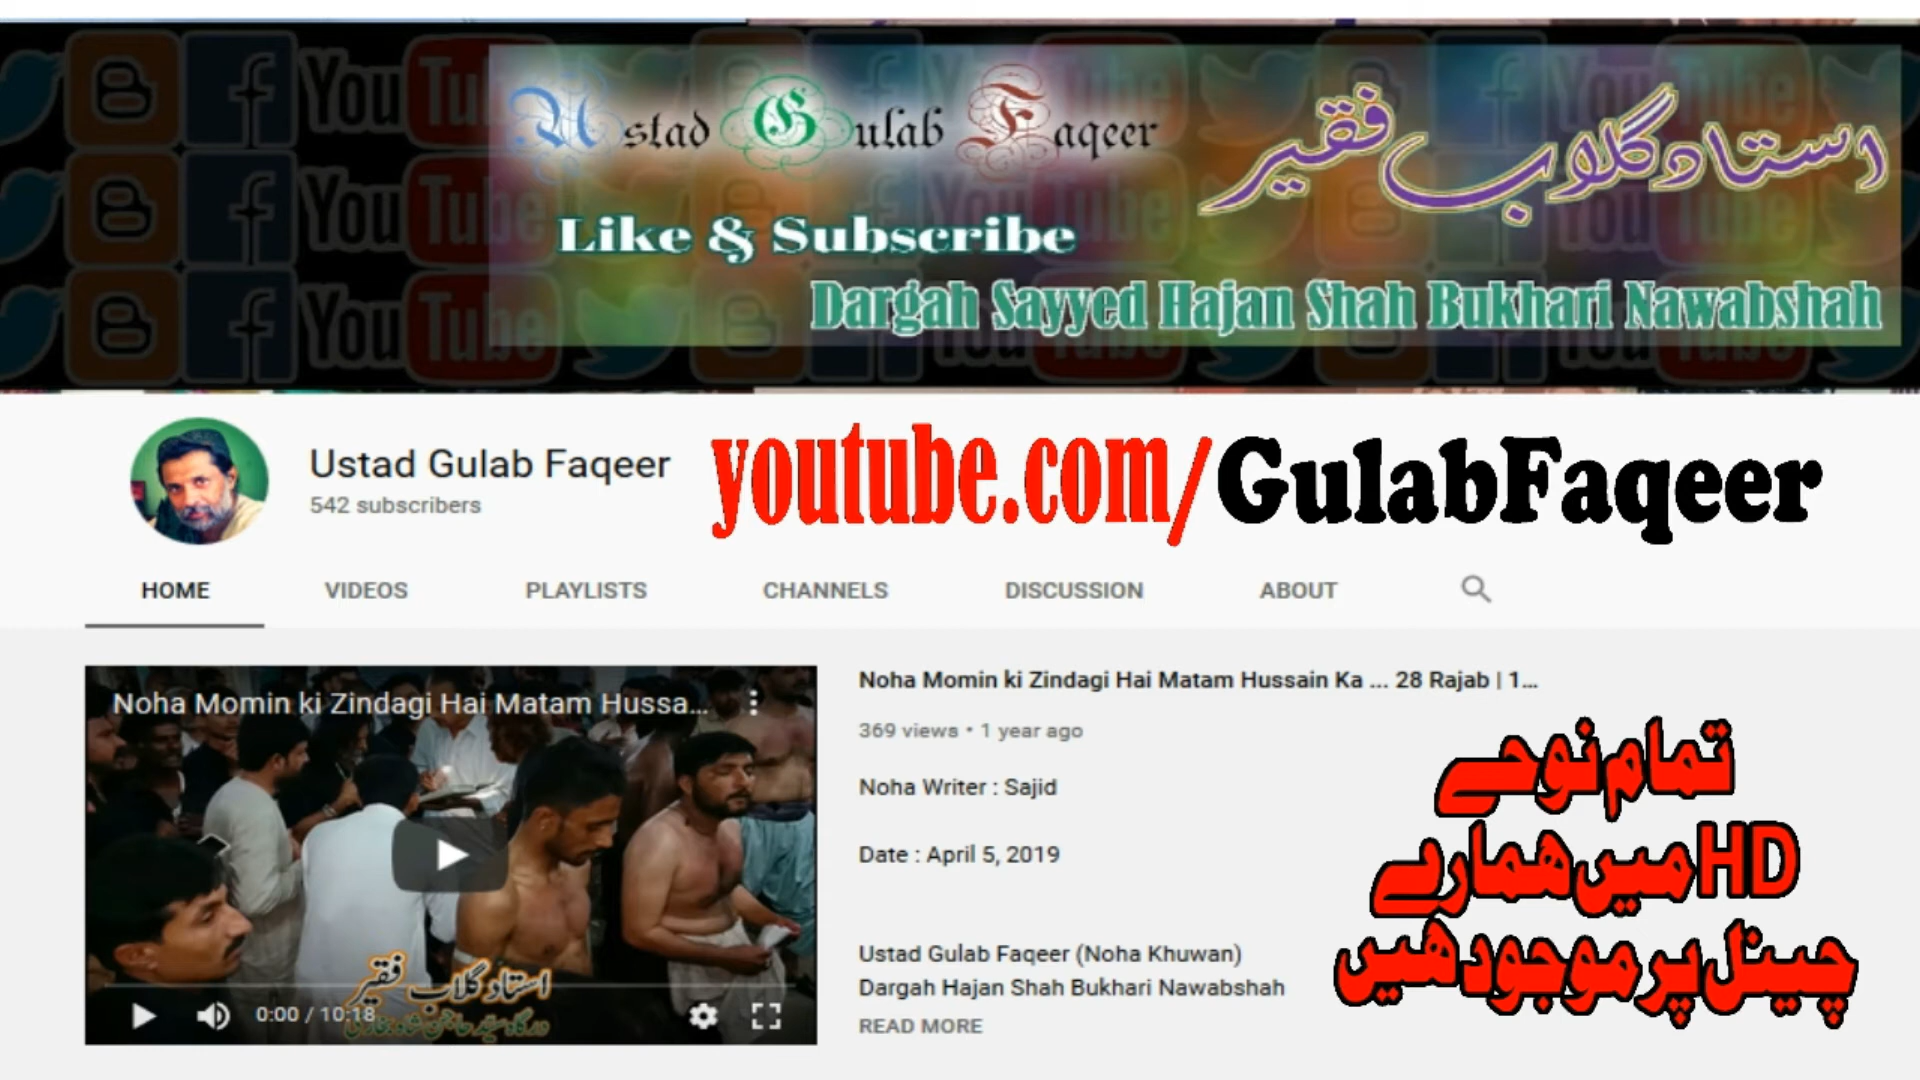 Ustad Gulab Faqeer
استاد گلاب فقیر
Like & Subscribe
Dargah Sayyed Hajan Shah Bukhari Nawabshah
Ustad Gulab Faqeer
542 subscribers
youtube.com/GulabFaqeer
HOME VIDEOS PLAYLISTS CHANNELS DISCUSSION ABOUT
Noha Momin ki Zindagi Hai Matam Hussa...
استاد گلاب فقیر
0:00 / 10:18
Noha Momin ki Zindagi Hai Matam Hussain Ka ... 28 Rajab | 1...
369 views • 1 year ago
Noha Writer : Sajid
Date : April 5, 2019
Ustad Gulab Faqeer (Noha Khuwan)
Dargah Hajan Shah Bukhari Nawabshah
READ MORE
تمام نوحے
HD میں ھمارے
چینل پر موجود ھیں